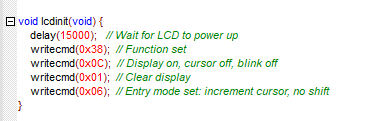 void lcdinit(void) {
delay(15000); // Wait for LCD to power up
writecmd(0x38); // Function set
writecmd(0x0C); // Display on, cursor off, blink off
writecmd(0x01); // Clear display
writecmd(0x06); // Entry mode set: increment cursor, no shift
}